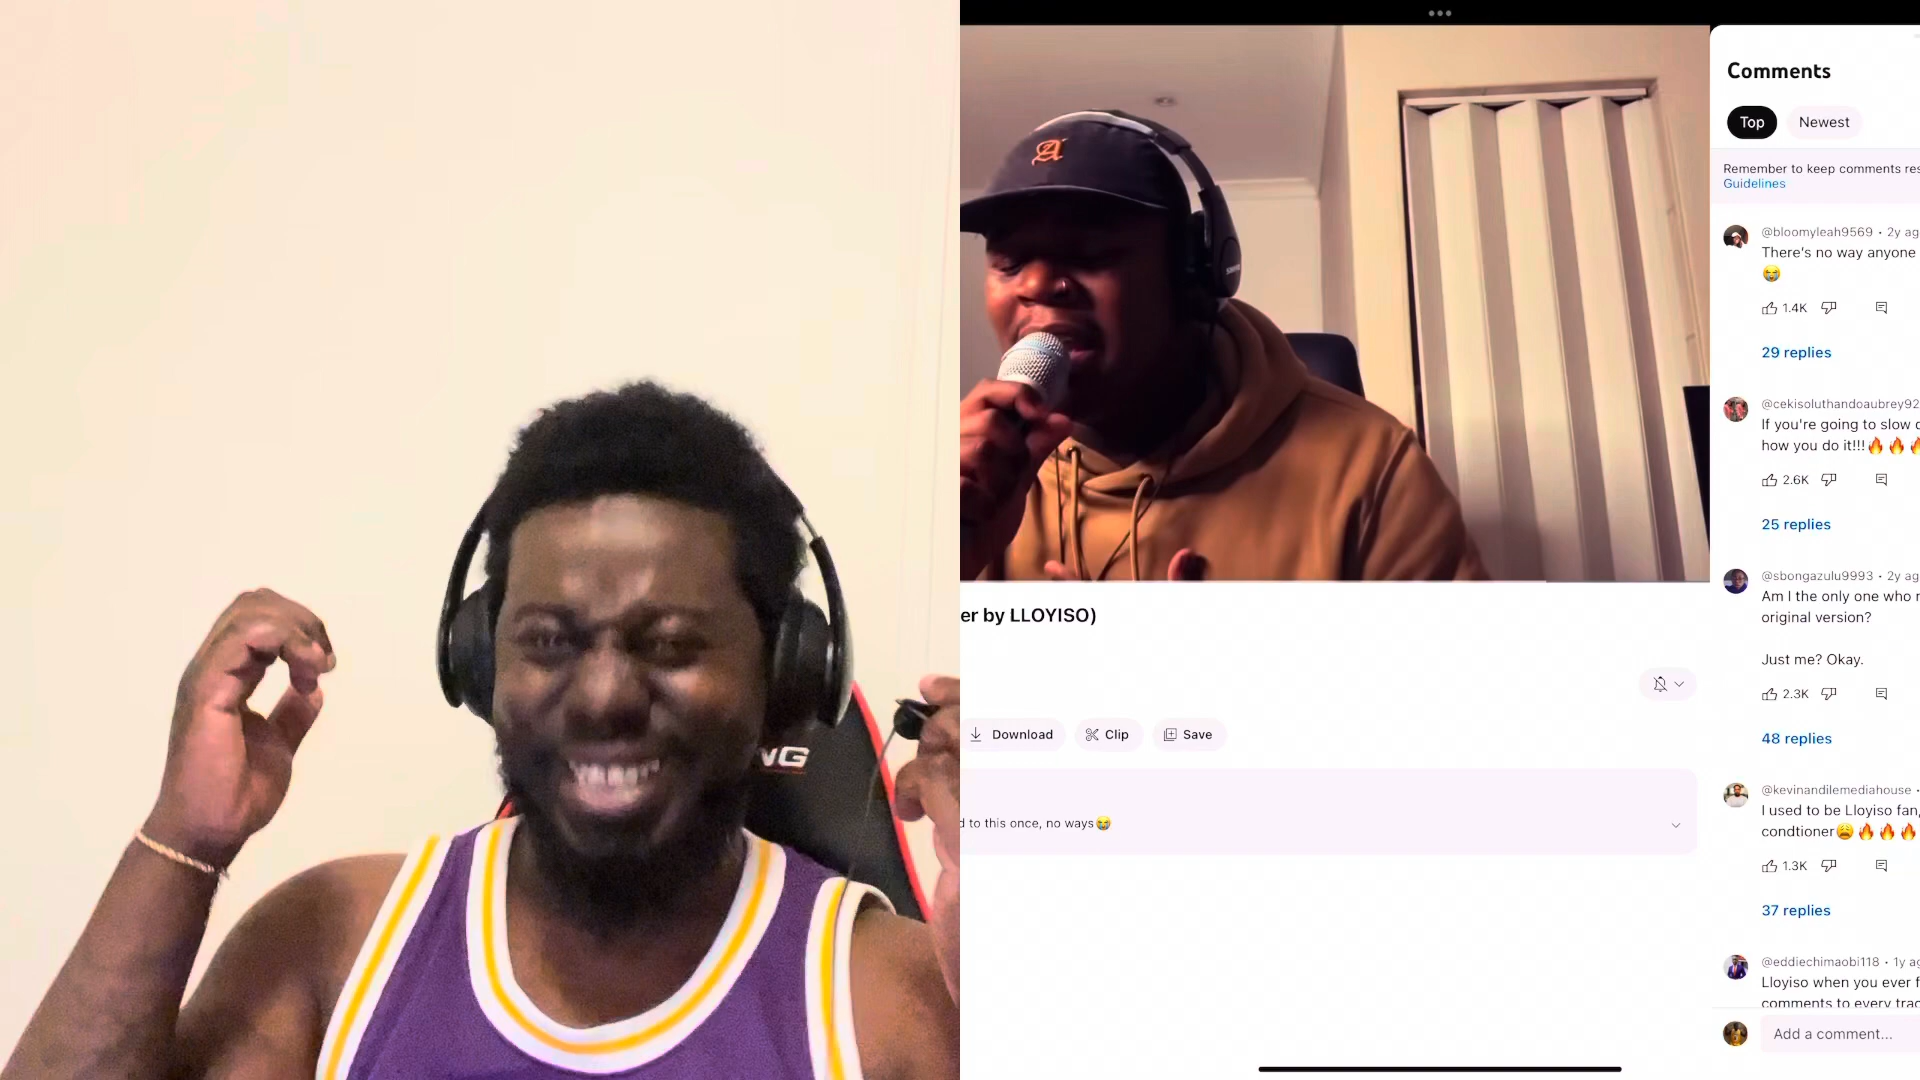 A
NG
er by LLOYISO)
Download
Clip
Save
d to this once, no ways😭
Comments
Top
Newest
Remember to keep comments res
Guidelines
@bloomyleah9569 • 2y ag
There's no way anyone
😭
1.4K
29 replies
@cekisoluthandoaubrey92
If you're going to slow d
how you do it!!!🔥🔥🔥
2.6K
25 replies
@sbongazulu9993 • 2y ag
Am I the only one who r
original version?
Just me? Okay.
2.3K
48 replies
@kevinandilemediahouse •
I used to be Lloyiso fan,
condtioner😩🔥🔥🔥
1.3K
37 replies
@eddiechimaobi118 • 1y ag
Lloyiso when you ever f
comments to every trac
Add a comment...